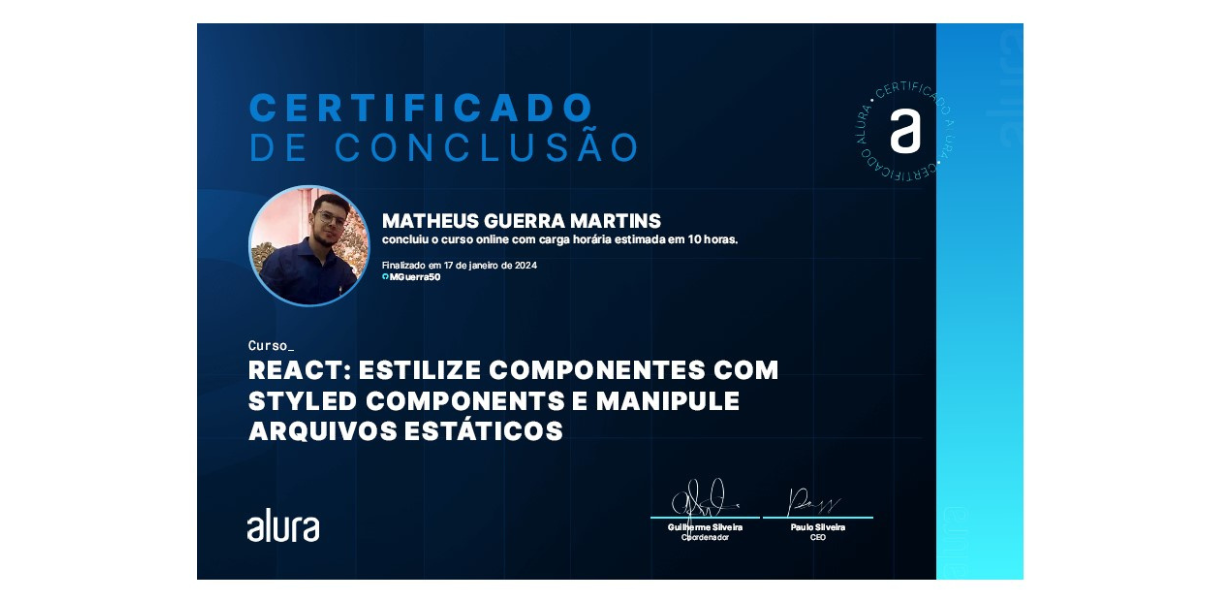 CERTIFICADO
DE CONCLUSÃO
CERTIFICADO ALURA • CERTIFICADO ALURA •
a
alura
MATHEUS GUERRA MARTINS
concluiu o curso online com carga horária estimada em 10 horas.
Finalizado em 17 de janeiro de 2024
MGuerra50
Curso_
REACT: ESTILIZE COMPONENTES COM
STYLED COMPONENTS E MANIPULE
ARQUIVOS ESTÁTICOS
alura
Guilherme Silveira
Coordenador
Paulo Silveira
CEO
alura